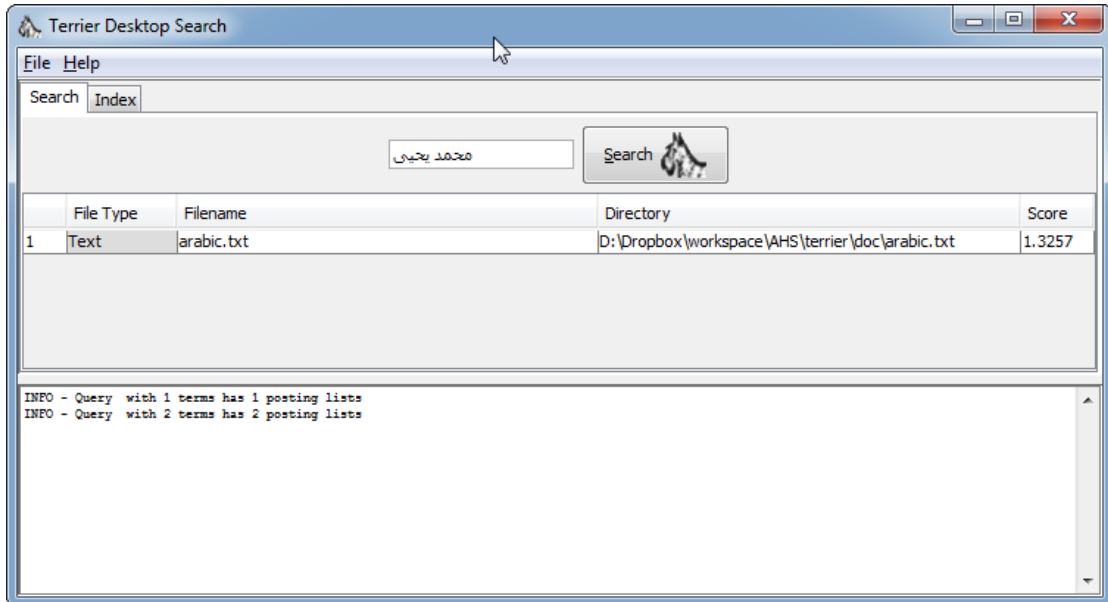 Terrier Desktop Search
File Help
Search Index
محمد يحيى Search
File Type Filename Directory Score
1 Text arabic.txt D:\Dropbox\workspace\AHS\terrier\doc\arabic.txt 1.3257
INFO - Query  with 1 terms has 1 posting lists
INFO - Query  with 2 terms has 2 posting lists